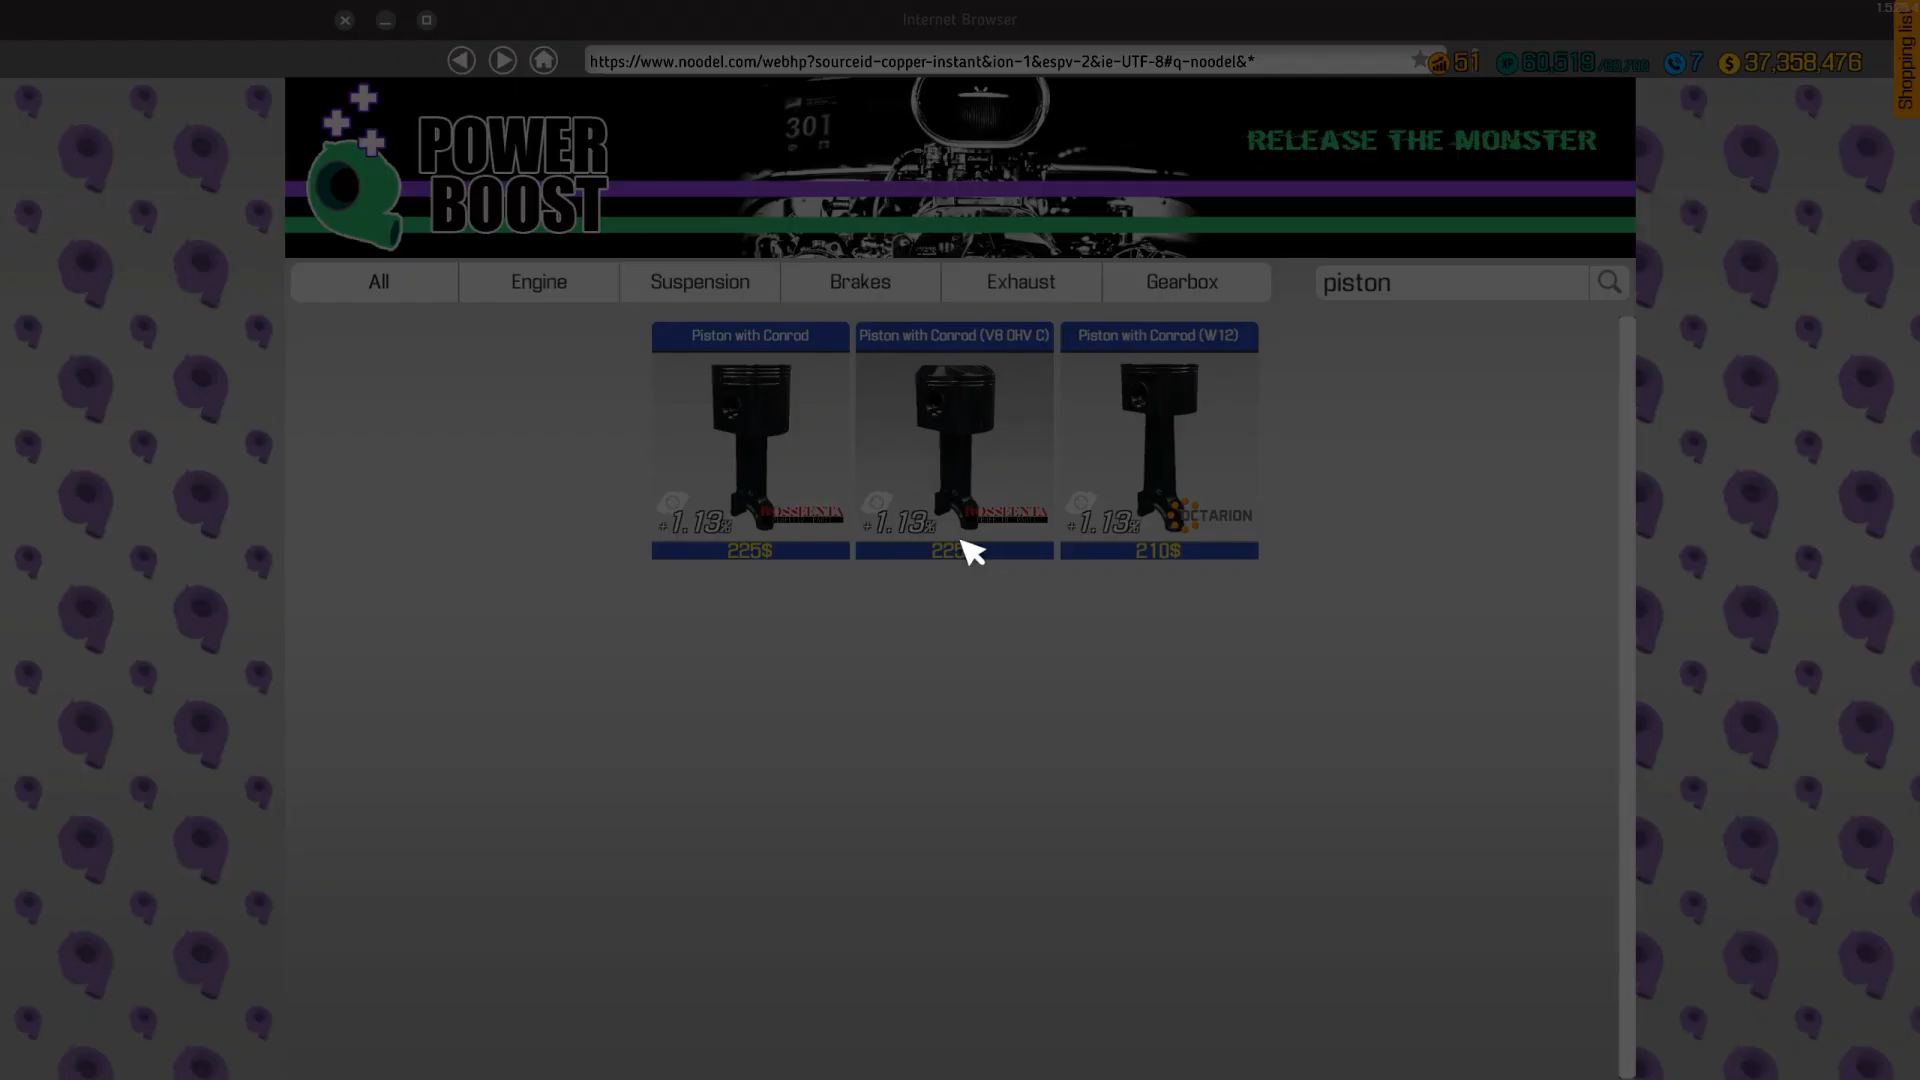 Internet Browser
https://www.noodel.com/webhp?sourceid-copper-instant&ion-1&espv-2&ie-UTF-8#q-noodel&*
51
60,519
7
37,358,476
Shopping list
POWER
BOOST
301
RELEASE THE MONSTER
All
Engine
Suspension
Brakes
Exhaust
Gearbox
piston
Piston with Conrod
Piston with Conrod (V8 OHV C)
Piston with Conrod (W12)
+1.13%
+1.13%
+1.13%
OCTARION
225$
210$